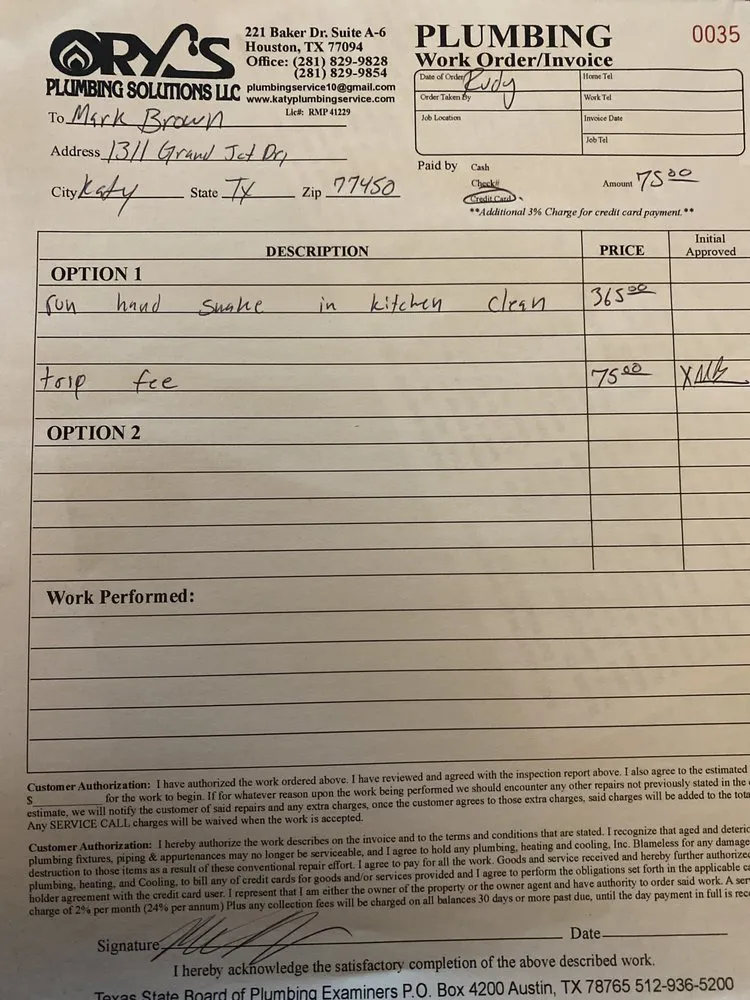 ORY'S
PLUMBING SOLUTIONS LLC
221 Baker Dr. Suite A-6
Houston, TX 77094
Office: (281) 829-9828
(281) 829-9854
plumbingservice10@gmail.com
www.katyplumbingservice.com
Lic#: RMP 41229
PLUMBING
Work Order/Invoice
0035
Date of Order
Rudy
Home Tel
Order Taken By
Work Tel
Job Location
Invoice Date
Job Tel
To Mark Brown
Address 1311 Grand Jct Dr,
City Katy State TX Zip 77450
Paid by Cash
Check#
Credit Card
Amount 75.00
**Additional 3% Charge for credit card payment.**
DESCRIPTION PRICE Initial Approved
OPTION 1
run hand snake in kitchen clean 365.00
trip fee 75.00 X
OPTION 2
Work Performed:
Customer Authorization: I have authorized the work ordered above. I have reviewed and agreed with the inspection report above. I also agree to the estimated
$ for the work to begin. If for whatever reason upon the work being performed we should encounter any other repairs not previously stated in the
estimate, we will notify the customer of said repairs and any extra charges, once the customer agrees to those extra charges, said charges will be added to the tota
Any SERVICE CALL charges will be waived when the work is accepted.
Customer Authorization: I hereby authorize the work describes on the invoice and to the terms and conditions that are stated. I recognize that aged and deterio
plumbing fixtures, piping & appurtenances may no longer be serviceable, and I agree to hold any plumbing, heating and cooling, Inc. Blameless for any damage
destruction to those items as a result of these conventional repair effort. I agree to pay for all the work. Goods and service received and hereby further authorize
plumbing, heating, and Cooling, to bill any of credit cards for goods and/or services provided and I agree to perform the obligations set forth in the applicable ca
holder agreement with the credit card user. I represent that I am either the owner of the property or the owner agent and have authority to order said work. A ser
charge of 2% per month (24% per annum) Plus any collection fees will be charged on all balances 30 days or more past due, until the day payment in full is rec
Signature Date
I hereby acknowledge the satisfactory completion of the above described work.
Texas State Board of Plumbing Examiners P.O. Box 4200 Austin, TX 78765 512-936-5200